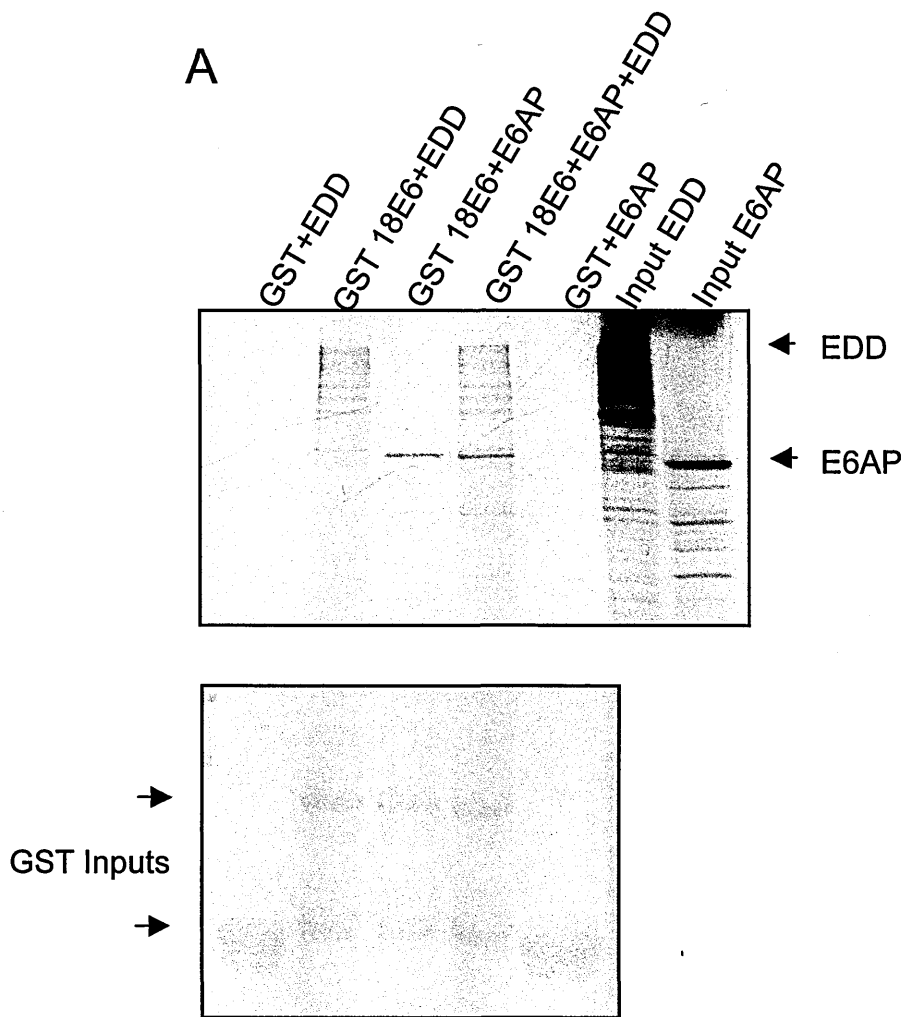 A
GST+EDD
GST 18E6+EDD
GST 18E6+E6AP
GST 18E6+E6AP+EDD
GST+E6AP
Input EDD
Input E6AP
EDD
E6AP
GST Inputs